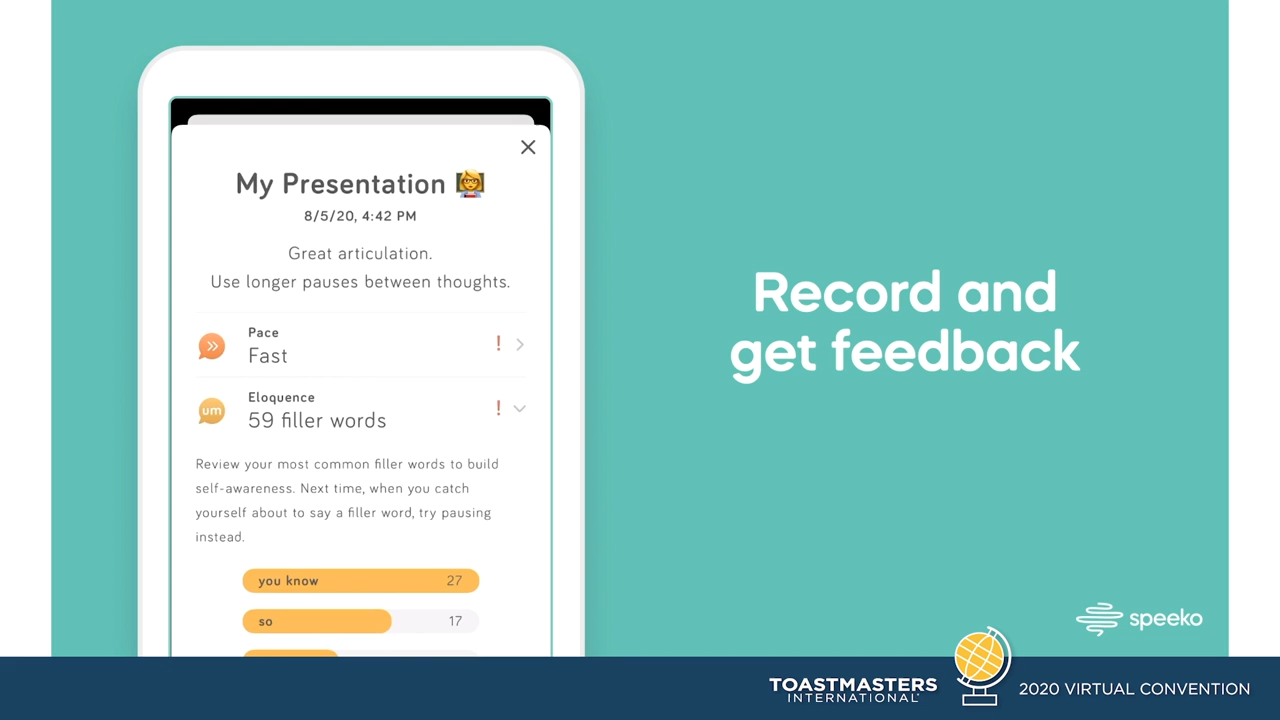 My Presentation
8/5/20, 4:42 PM
Great articulation.
Use longer pauses between thoughts.
Pace
Fast
!
um
Eloquence
59 filler words
!
Review your most common filler words to build
self-awareness. Next time, when you catch
yourself about to say a filler word, try pausing
instead.
you know 27
so 17
Record and
get feedback
speeko
TOASTMASTERS
INTERNATIONAL
2020 VIRTUAL CONVENTION